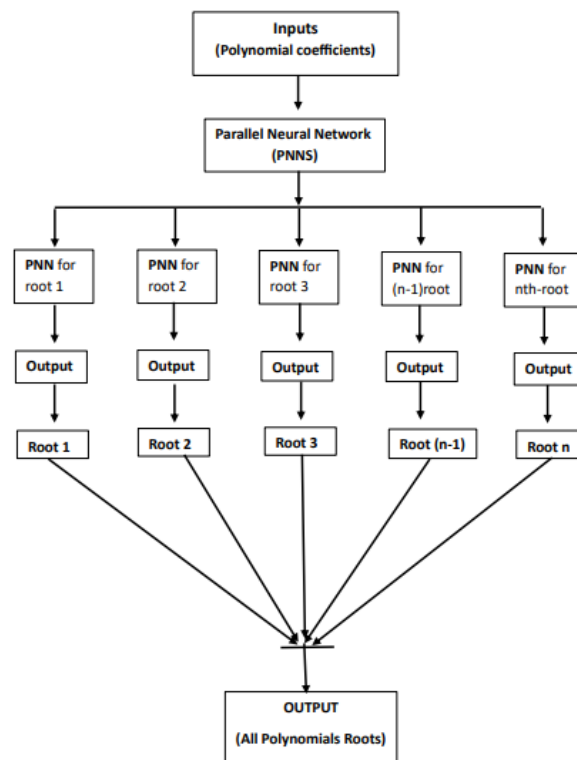 Inputs
(Polynomial coefficients)
Parallel Neural Network
(PNNS)
PNN for
root 1
PNN for
root 2
PNN for
root 3
PNN for
(n-1)root
PNN for
nth-root
Output
Output
Output
Output
Output
Root 1
Root 2
Root 3
Root (n-1)
Root n
OUTPUT
(All Polynomials Roots)